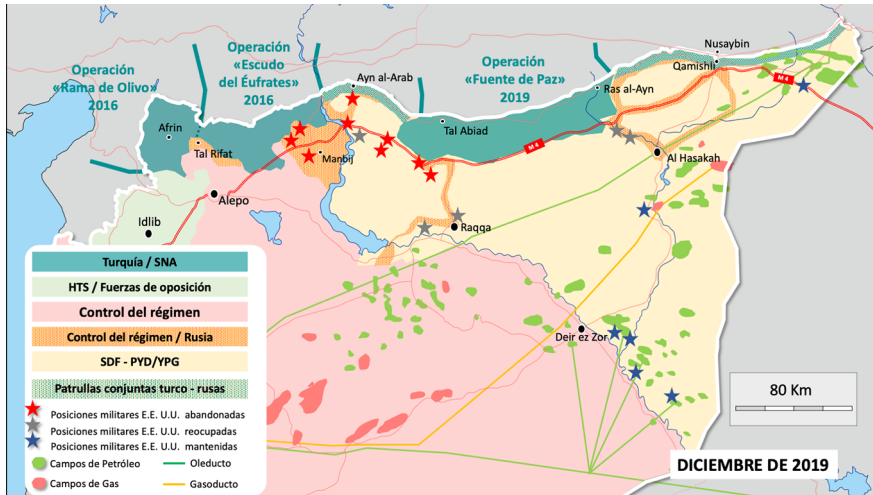 Operación
«Rama de Olivo»
2016
Operación
«Escudo
del Éufrates»
2016
Operación
«Fuente de Paz»
2019
Nusaybin
Qamishli
Ayn al-Arab
Ras al-Ayn
M4
Afrin
Tal Rifat
Manbij
Tal Abiad
M4
Al Hasakah
Alepo
Idlib
Raqqa
Deir ez Zor
Turquía / SNA
HTS / Fuerzas de oposición
Control del régimen
Control del régimen / Rusia
SDF - PYD/YPG
Patrullas conjuntas turco - rusas
Posiciones militares E.E. U.U. abandonadas
Posiciones militares E.E. U.U. reocupadas
Posiciones militares E.E. U.U. mantenidas
Campos de Petróleo
Oleducto
Campos de Gas
Gasoducto
80 Km
DICIEMBRE DE 2019